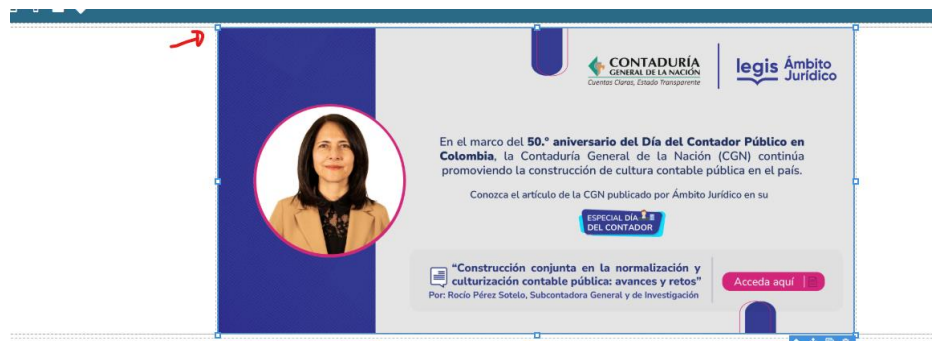 CONTADURÍA
GENERAL DE LA NACIÓN
Cuentas Claras, Estado Transparente
legis Ámbito
Jurídico
En el marco del 50.º aniversario del Día del Contador Público en
Colombia, la Contaduría General de la Nación (CGN) continúa
promoviendo la construcción de cultura contable pública en el país.
Conozca el artículo de la CGN publicado por Ámbito Jurídico en su
ESPECIAL DÍA
DEL CONTADOR
“Construcción conjunta en la normalización y
culturización contable pública: avances y retos”
Por: Rocío Pérez Sotelo, Subcontadora General y de Investigación
Acceda aquí